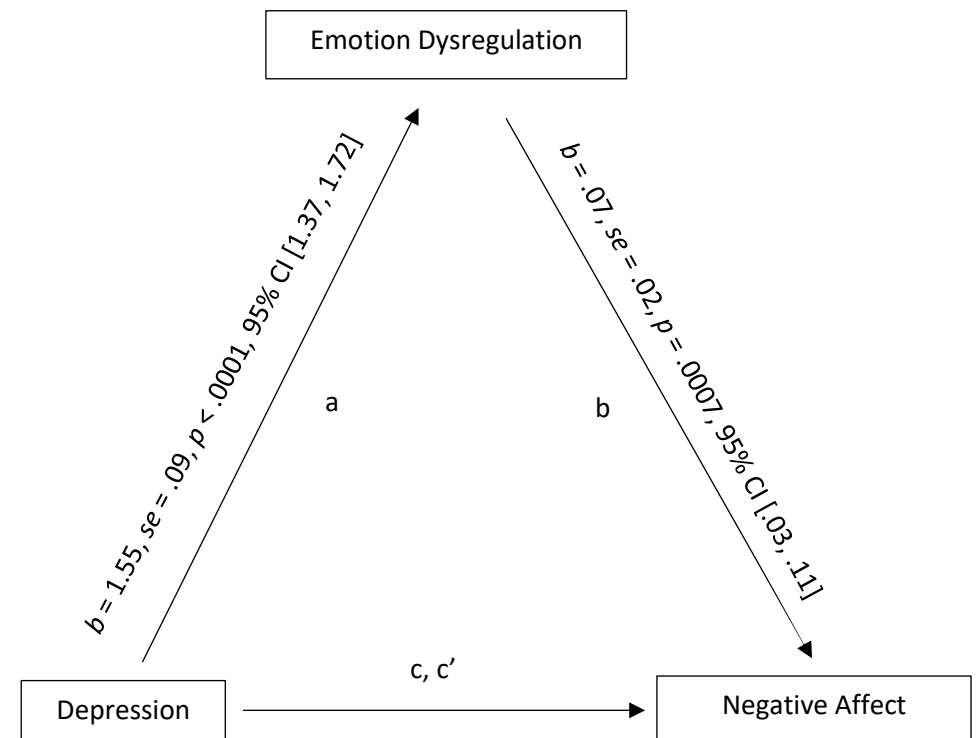 Emotion Dysregulation
b = 1.55, se = .09, p < .0001, 95% CI [1.37, 1.72]
b = .07, se = .02, p = .0007, 95% CI [.03, .11]
a
b
c, c’
Depression
Negative Affect